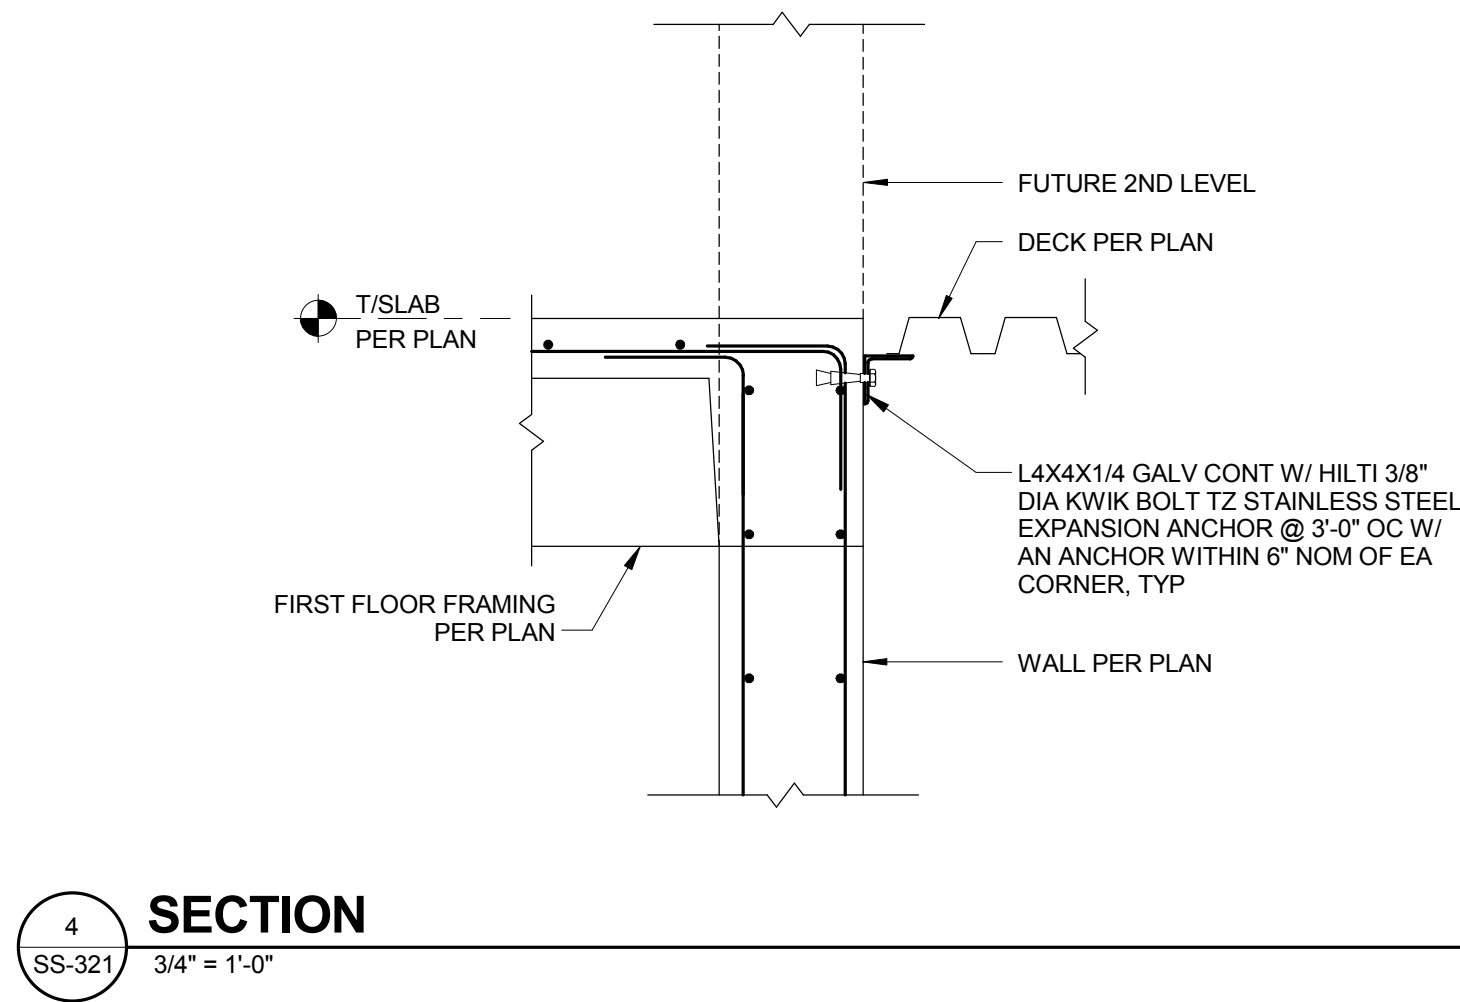 FUTURE 2ND LEVEL
DECK PER PLAN
T/SLAB
PER PLAN
L4X4X1/4 GALV CONT W/ HILTI 3/8"
DIA KWIK BOLT TZ STAINLESS STEEL
EXPANSION ANCHOR @ 3'-0" OC W/
AN ANCHOR WITHIN 6" NOM OF EA
CORNER, TYP
FIRST FLOOR FRAMING
PER PLAN
WALL PER PLAN
4
SECTION
SS-321
3/4" = 1'-0"